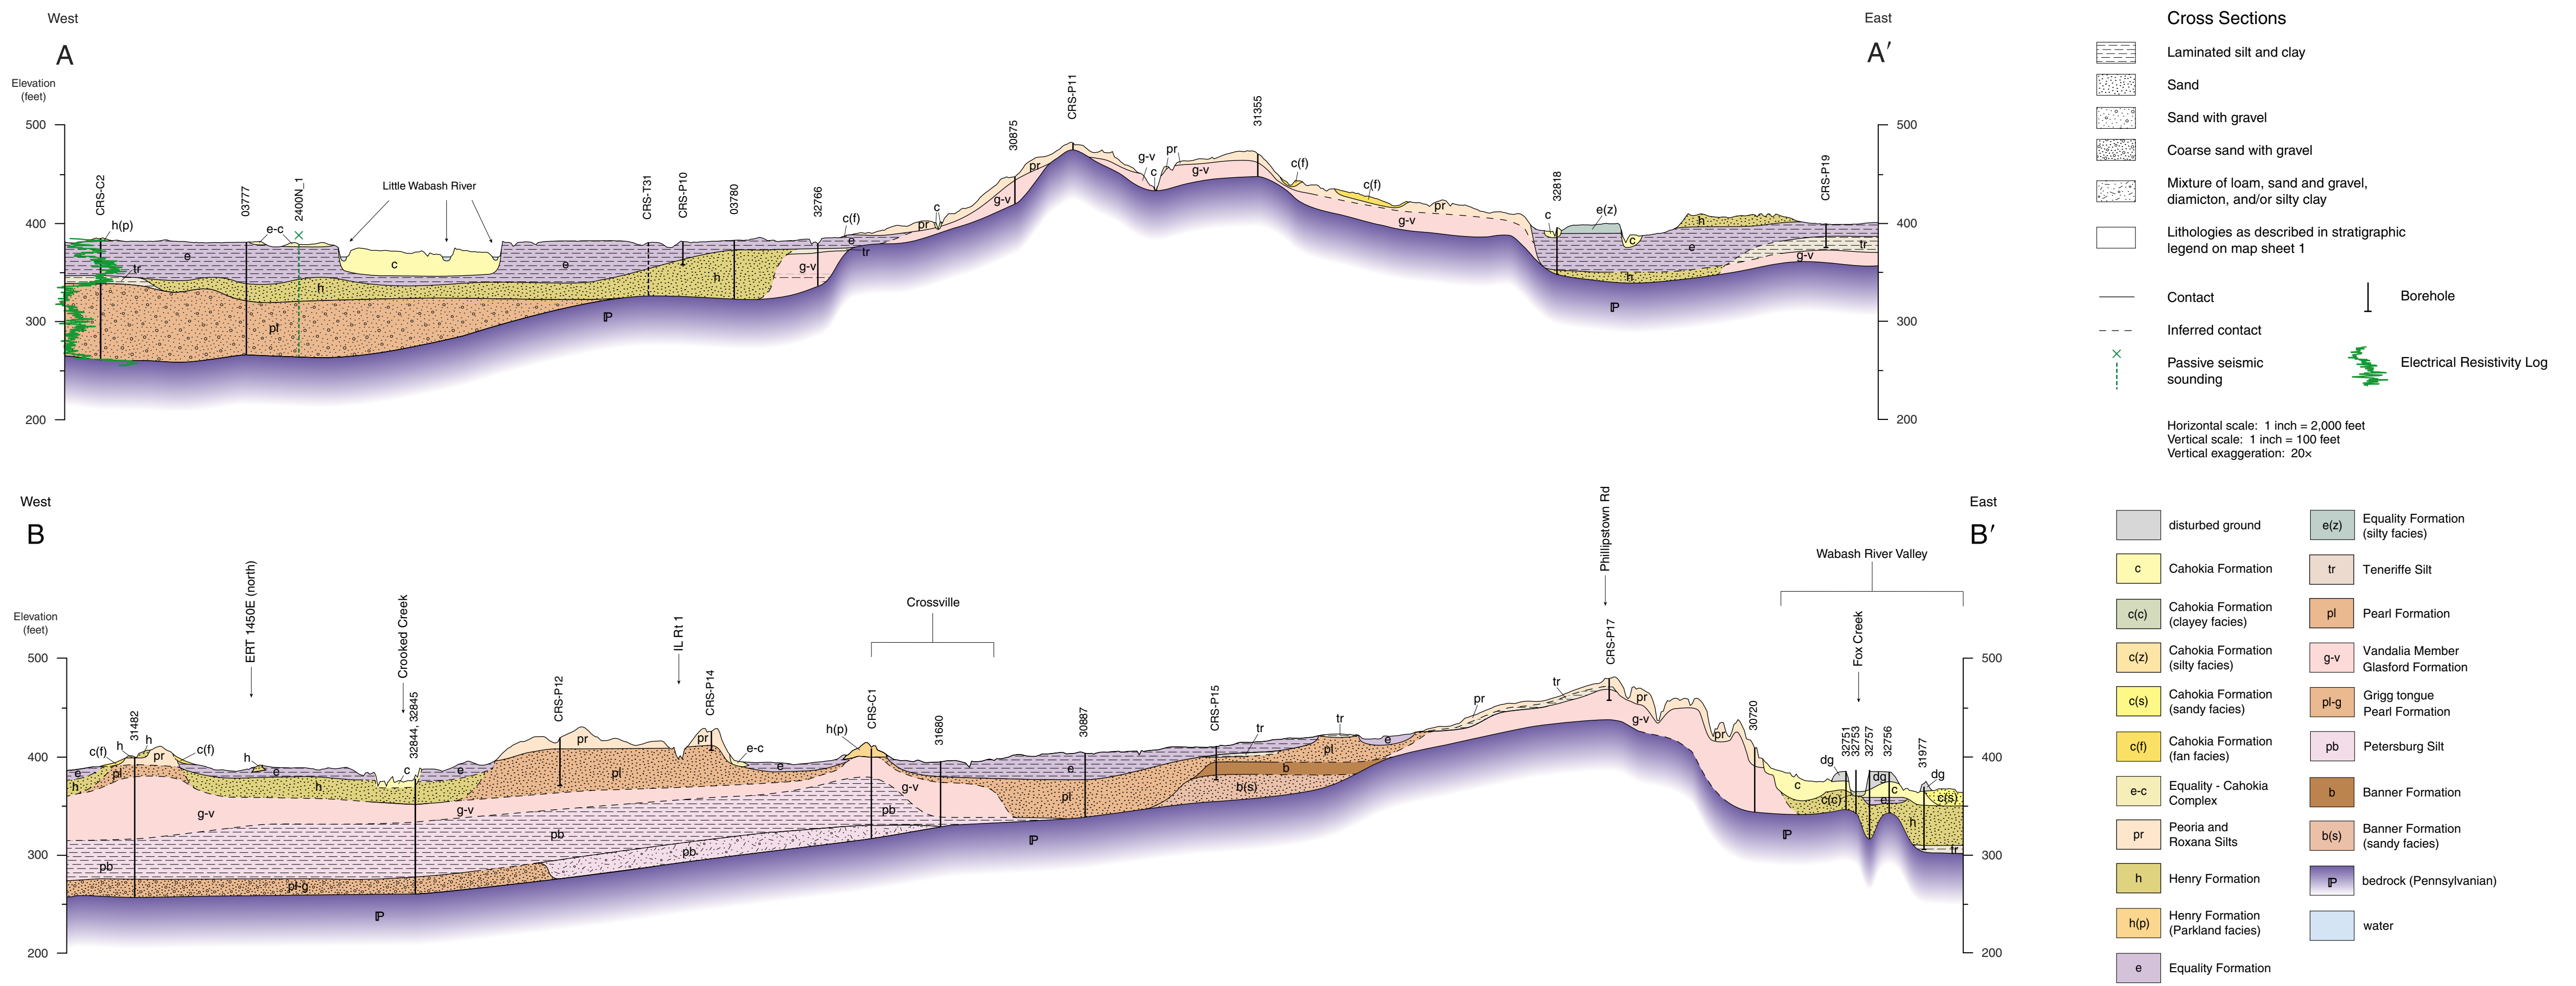 West
East
A
A′
Elevation
(feet)
500
400
300
200
500
400
300
200
CRS-C2
03777
2400N_1
Little Wabash River
CRS-T31
CRS-P10
03780
32766
30875
CRS-P11
31355
32818
CRS-P19
h(p)
e-c
e
tr
h
pl
c
e
h
g-v
c(f)
e
tr
pr
c
g-v
pr
g-v
c
pr
g-v
c(f)
c(f)
pr
g-v
c
e(z)
c
h
e
h
tr
g-v
ℙ
ℙ
Cross Sections
Laminated silt and clay
Sand
Sand with gravel
Coarse sand with gravel
Mixture of loam, sand and gravel,
diamicton, and/or silty clay
Lithologies as described in stratigraphic
legend on map sheet 1
Contact
Borehole
Inferred contact
Passive seismic
sounding
Electrical Resistivity Log
Horizontal scale: 1 inch = 2,000 feet
Vertical scale: 1 inch = 100 feet
Vertical exaggeration: 20×
West
East
B
B′
Elevation
(feet)
500
400
300
200
500
400
300
200
31482
ERT 1450E (north)
Crooked Creek
32844, 32845
CRS-P12
IL Rt 1
CRS-P14
Crossville
CRS-C1
31680
30887
CRS-P15
Phillipstown Rd
CRS-P17
Wabash River Valley
30720
Fox Creek
32751
32753
32757
32756
31977
e
h
c(f)
pl
h
h
pr
c(f)
h
e
h
c
e
g-v
g-v
pb
pl-g
pr
pl
pb
pb
pr
e-c
e
h(p)
g-v
pb
e
pl
tr
b
b(s)
tr
pl
e
pr
tr
pr
g-v
pr
dg
c
c(c)
dg
c
e
dg
c(s)
h
tr
ℙ
ℙ
ℙ
disturbed ground
c
Cahokia Formation
c(c)
Cahokia Formation
(clayey facies)
c(z)
Cahokia Formation
(silty facies)
c(s)
Cahokia Formation
(sandy facies)
c(f)
Cahokia Formation
(fan facies)
e-c
Equality - Cahokia
Complex
pr
Peoria and
Roxana Silts
h
Henry Formation
h(p)
Henry Formation
(Parkland facies)
e
Equality Formation
e(z)
Equality Formation
(silty facies)
tr
Teneriffe Silt
pl
Pearl Formation
g-v
Vandalia Member
Glasford Formation
pl-g
Grigg tongue
Pearl Formation
pb
Petersburg Silt
b
Banner Formation
b(s)
Banner Formation
(sandy facies)
ℙ
bedrock (Pennsylvanian)
water